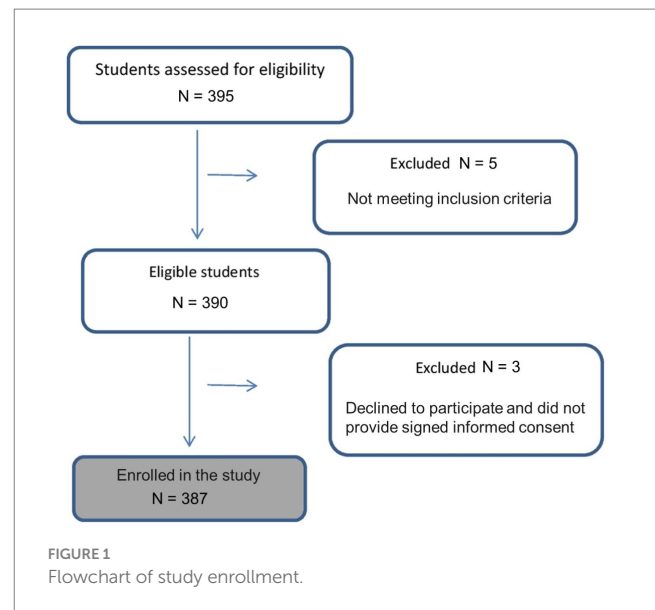 Students assessed for eligibility
N = 395
Excluded N = 5
Not meeting inclusion criteria
Eligible students
N = 390
Excluded N = 3
Declined to participate and did not
provide signed informed consent
Enrolled in the study
N = 387
FIGURE 1
Flowchart of study enrollment.